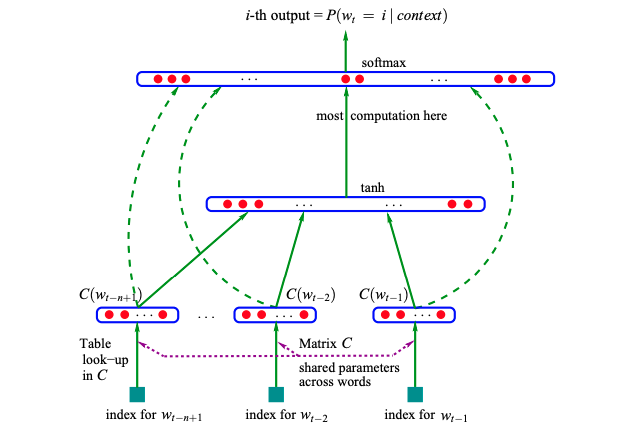 i-th output = P(w_t = i | context)
softmax
... ...
most computation here
tanh
... ...
C(w_{t−n+1}) C(w_{t−2}) C(w_{t−1})
... ... ... ...
Table
look−up
in C
Matrix C
shared parameters
across words
index for w_{t−n+1} index for w_{t−2} index for w_{t−1}